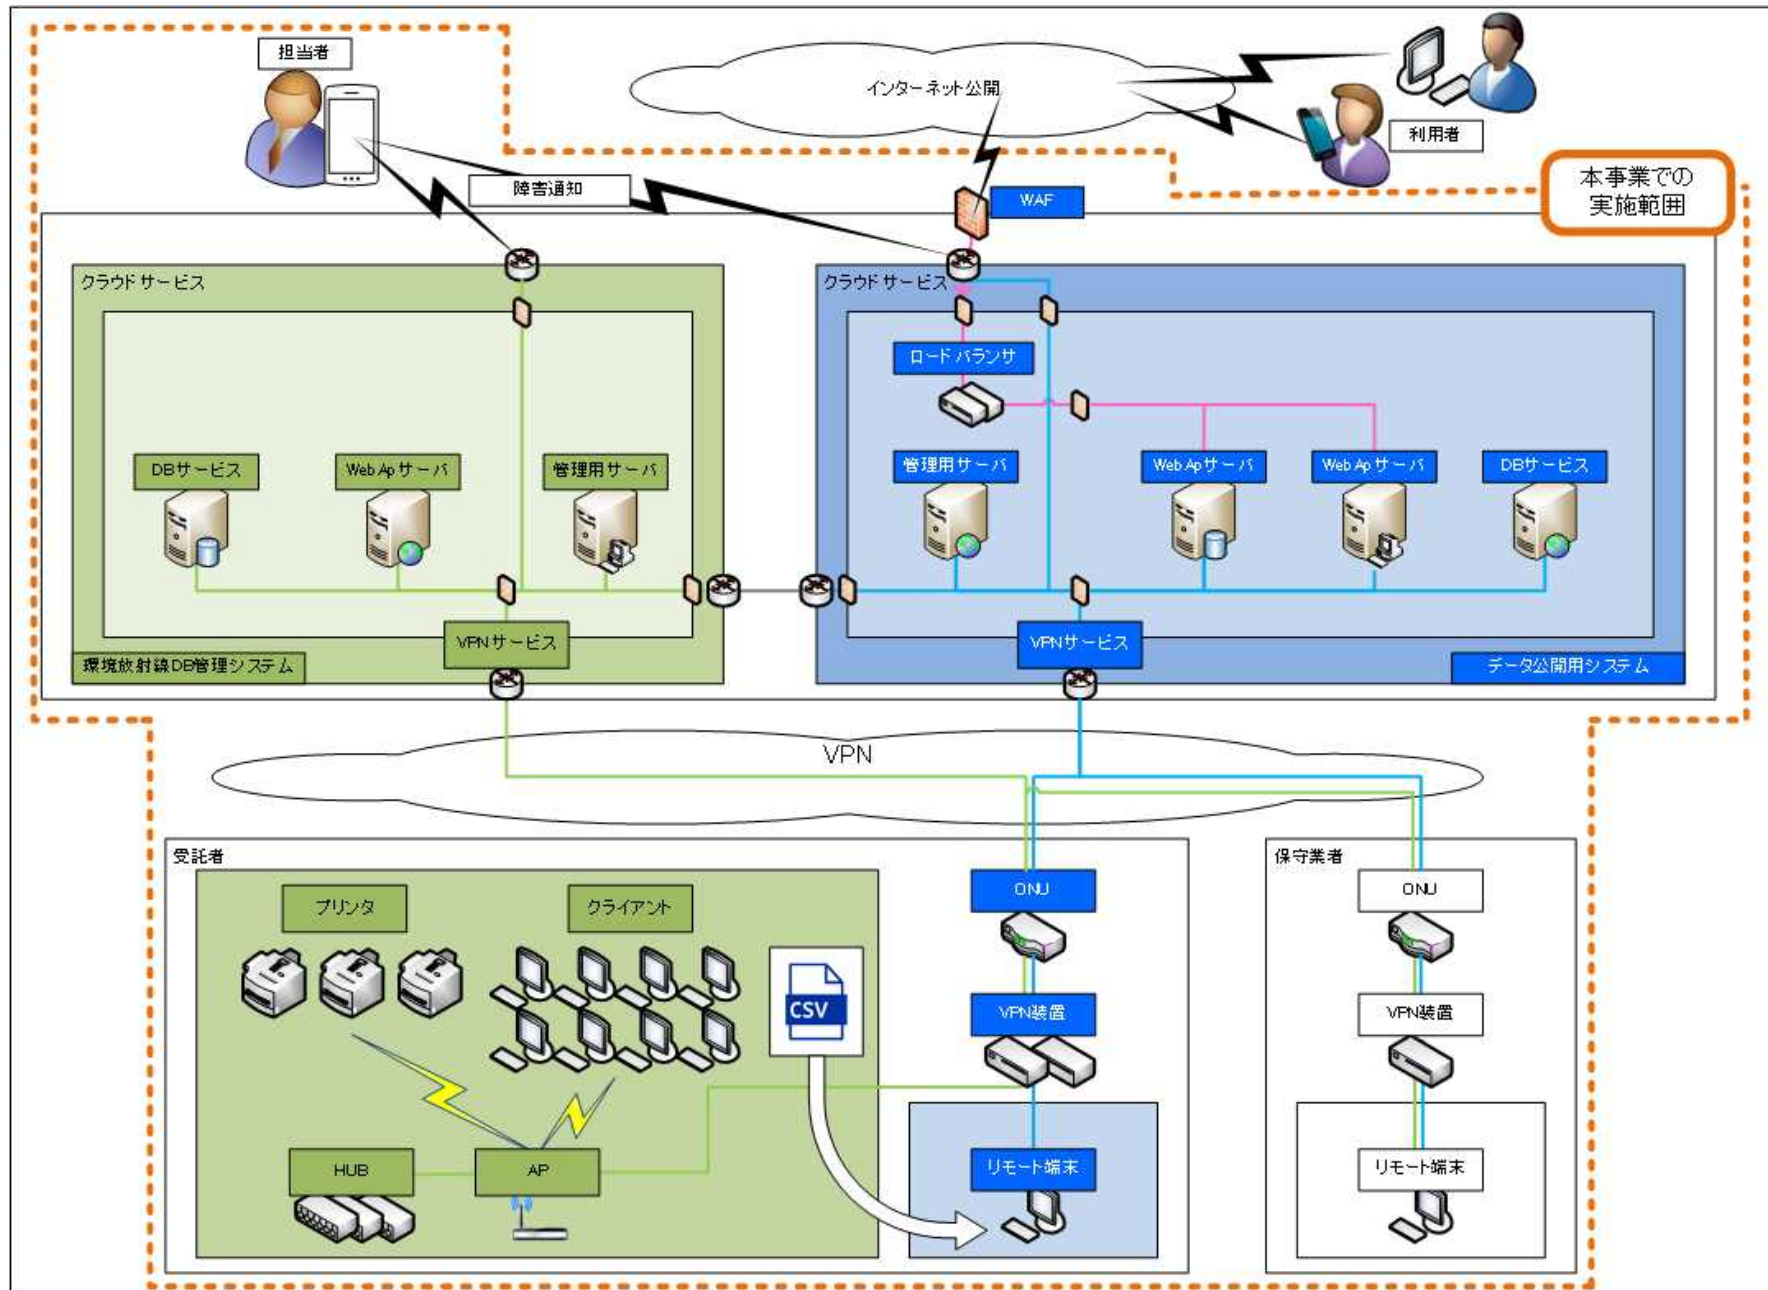 担当者
インターネット公開
利用者
障害通知
WAF
本事業での
実施範囲
クラウドサービス
クラウドサービス
ロードバランサ
DBサービス
Web Apサーバ
管理用サーバ
管理用サーバ
Web Apサーバ
Web Apサーバ
DBサービス
VPNサービス
VPNサービス
環境放射線DB管理システム
データ公開用システム
VPN
受託者
保守業者
プリンタ
クライアント
ONU
ONU
CSV
VPN装置
VPN装置
HUB
AP
リモート端末
リモート端末